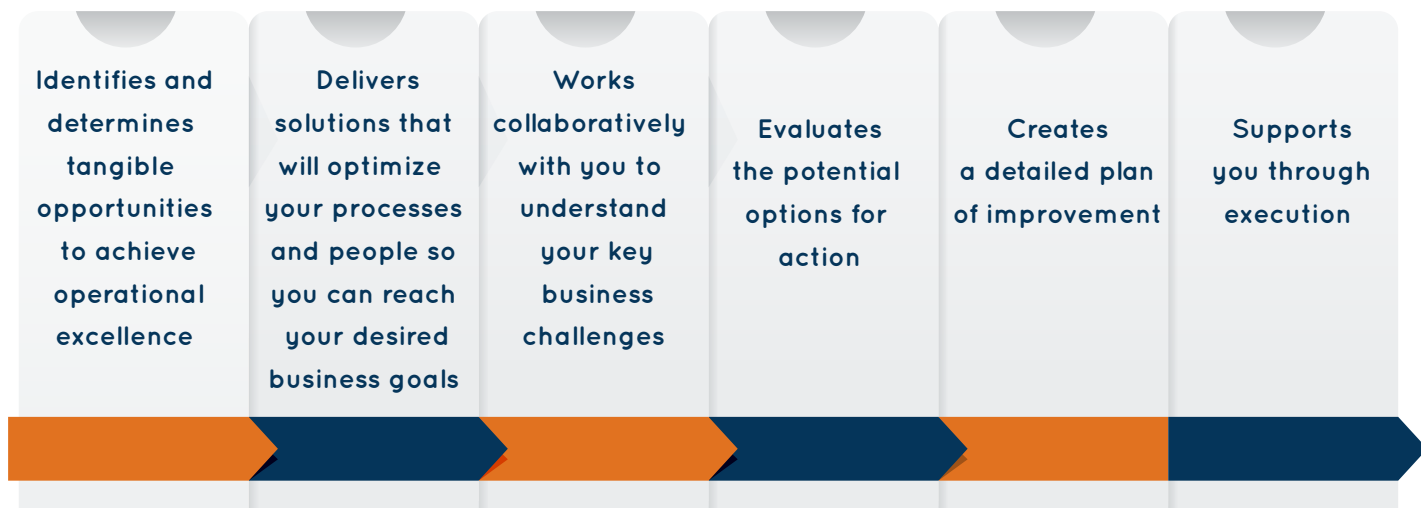 Identifies and
determines
tangible
opportunities
to achieve
operational
excellence
Delivers
solutions that
will optimize
your processes
and people so
you can reach
your desired
business goals
Works
collaboratively
with you to
understand
your key
business
challenges
Evaluates
the potential
options for
action
Creates
a detailed plan
of improvement
Supports
you through
execution